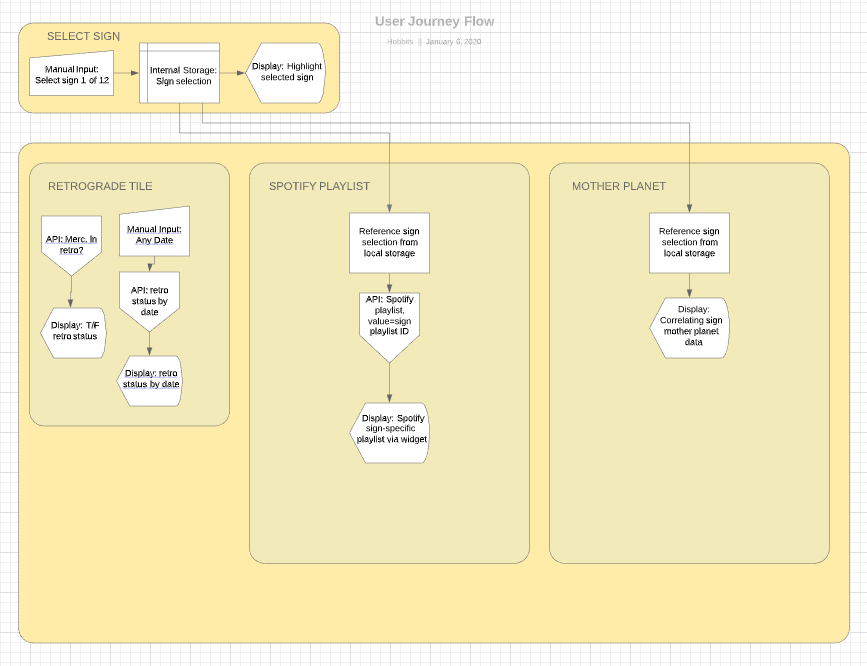 User Journey Flow
Hobbits || January 6, 2020
SELECT SIGN
Manual Input:
Select sign 1 of 12
Internal Storage:
Sign selection
Display: Highlight
selected sign
RETROGRADE TILE
API: Merc. In
retro?
Display: T/F
retro status
Manual Input:
Any Date
API: retro
status by
date
Display: retro
status by date
SPOTIFY PLAYLIST
Reference sign
selection from
local storage
API: Spotify
playlist,
value=sign
playlist ID
Display: Spotify
sign-specific
playlist via widget
MOTHER PLANET
Reference sign
selection from
local storage
Display:
Correlating sign
mother planet
data